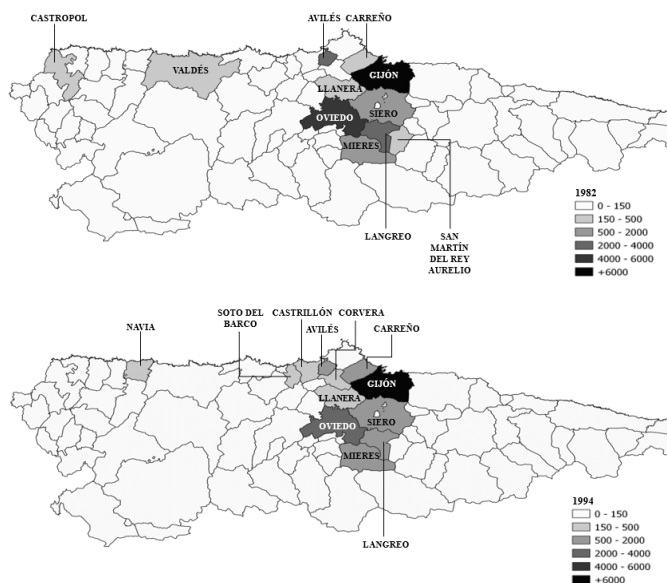 CASTROPOL
AVILÉS
CARREÑO
VALDÉS
GIJÓN
LLANERA
SIERO
OVIEDO
MIERES
LANGREO
SAN
MARTÍN
DEL REY
AURELIO
1982
0 - 150
150 - 500
500 - 2000
2000 - 4000
4000 - 6000
+6000
NAVIA
SOTO DEL
BARCO
CASTRILLÓN
AVILÉS
CORVERA
CARREÑO
GIJÓN
LLANERA
SIERO
OVIEDO
MIERES
LANGREO
1994
0 - 150
150 - 500
500 - 2000
2000 - 4000
4000 - 6000
+6000